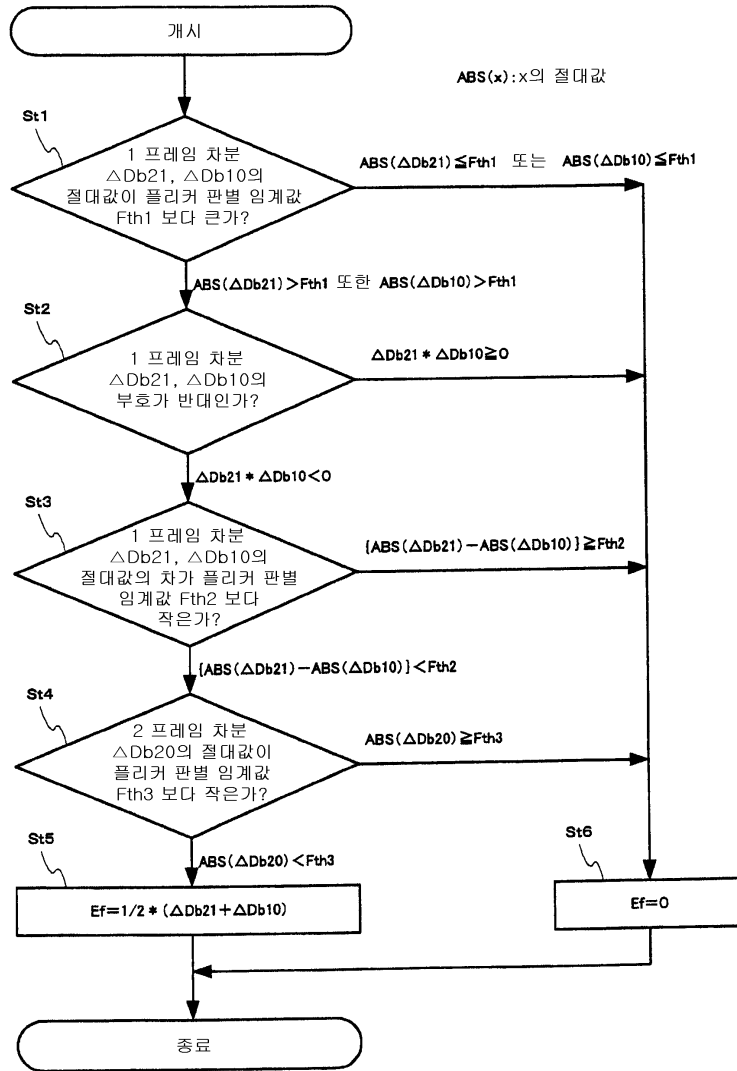 개시
ABS(x):x의 절대값
St1
1 프레임 차분
△Db21, △Db10의
절대값이 플리커 판별 임계값
Fth1 보다 큰가?
ABS(△Db21)≦Fth1 또는 ABS(△Db10)≦Fth1
ABS(△Db21)>Fth1 또한 ABS(△Db10)>Fth1
St2
1 프레임 차분
△Db21, △Db10의
부호가 반대인가?
△Db21*△Db10≧0
△Db21*△Db10<0
St3
1 프레임 차분
△Db21, △Db10의
절대값의 차가 플리커 판별
임계값 Fth2 보다
작은가?
{ABS(△Db21)-ABS(△Db10)}≧Fth2
{ABS(△Db21)-ABS(△Db10)}<Fth2
St4
2 프레임 차분
△Db20의 절대값이
플리커 판별 임계값
Fth3 보다 작은가?
ABS(△Db20)≧Fth3
ABS(△Db20)<Fth3
St5
Ef=1/2*(△Db21+△Db10)
St6
Ef=0
종료